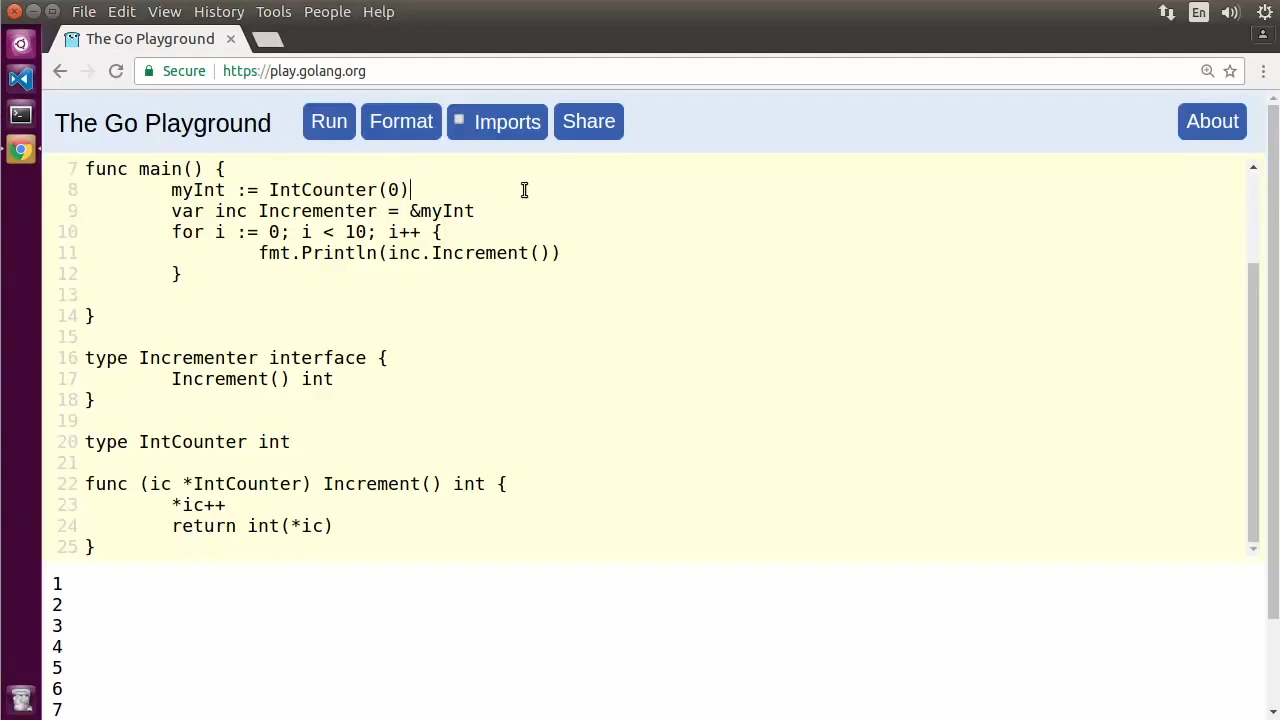 File Edit View History Tools People Help
En
The Go Playground
Secure https://play.golang.org
The Go Playground Run Format Imports Share About
7 func main() {
8 myInt := IntCounter(0)
9 var inc Incrementer = &myInt
10 for i := 0; i < 10; i++ {
11 fmt.Println(inc.Increment())
12 }
13
14 }
15
16 type Incrementer interface {
17 Increment() int
18 }
19
20 type IntCounter int
21
22 func (ic *IntCounter) Increment() int {
23 *ic++
24 return int(*ic)
25 }
1
2
3
4
5
6
7